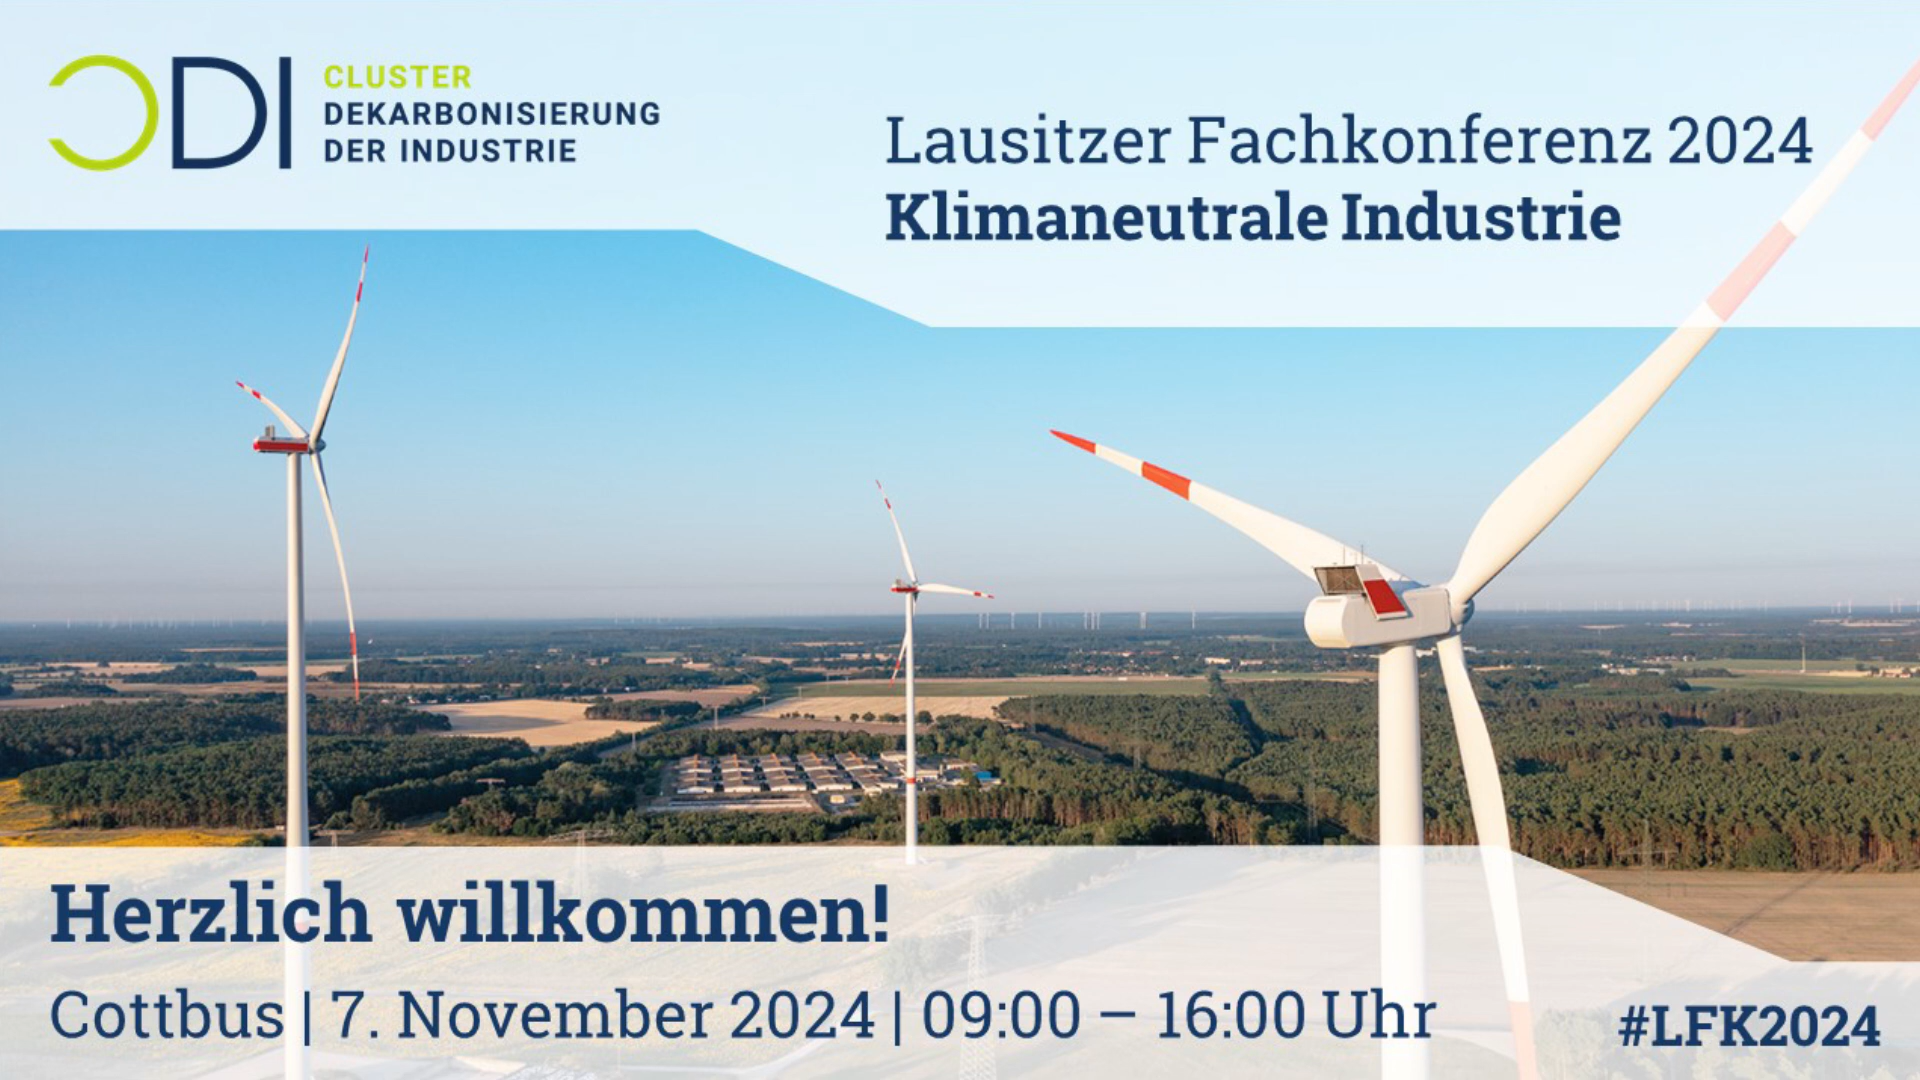 CDI
CLUSTER
DEKARBONISIERUNG
DER INDUSTRIE
Lausitzer Fachkonferenz 2024
Klimaneutrale Industrie
Herzlich willkommen!
Cottbus | 7. November 2024 | 09:00 – 16:00 Uhr
#LFK2024